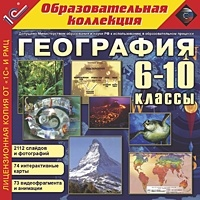 1С® Образовательная
коллекция
ЛИЦЕНЗИОННАЯ КОПИЯ ОТ «1С» И РМЦ
ГЕОГРАФИЯ
6-10
классы
2112 слайдов
и фотографий
74 интерактивные
карты
73 видеофрагмента
и анимации